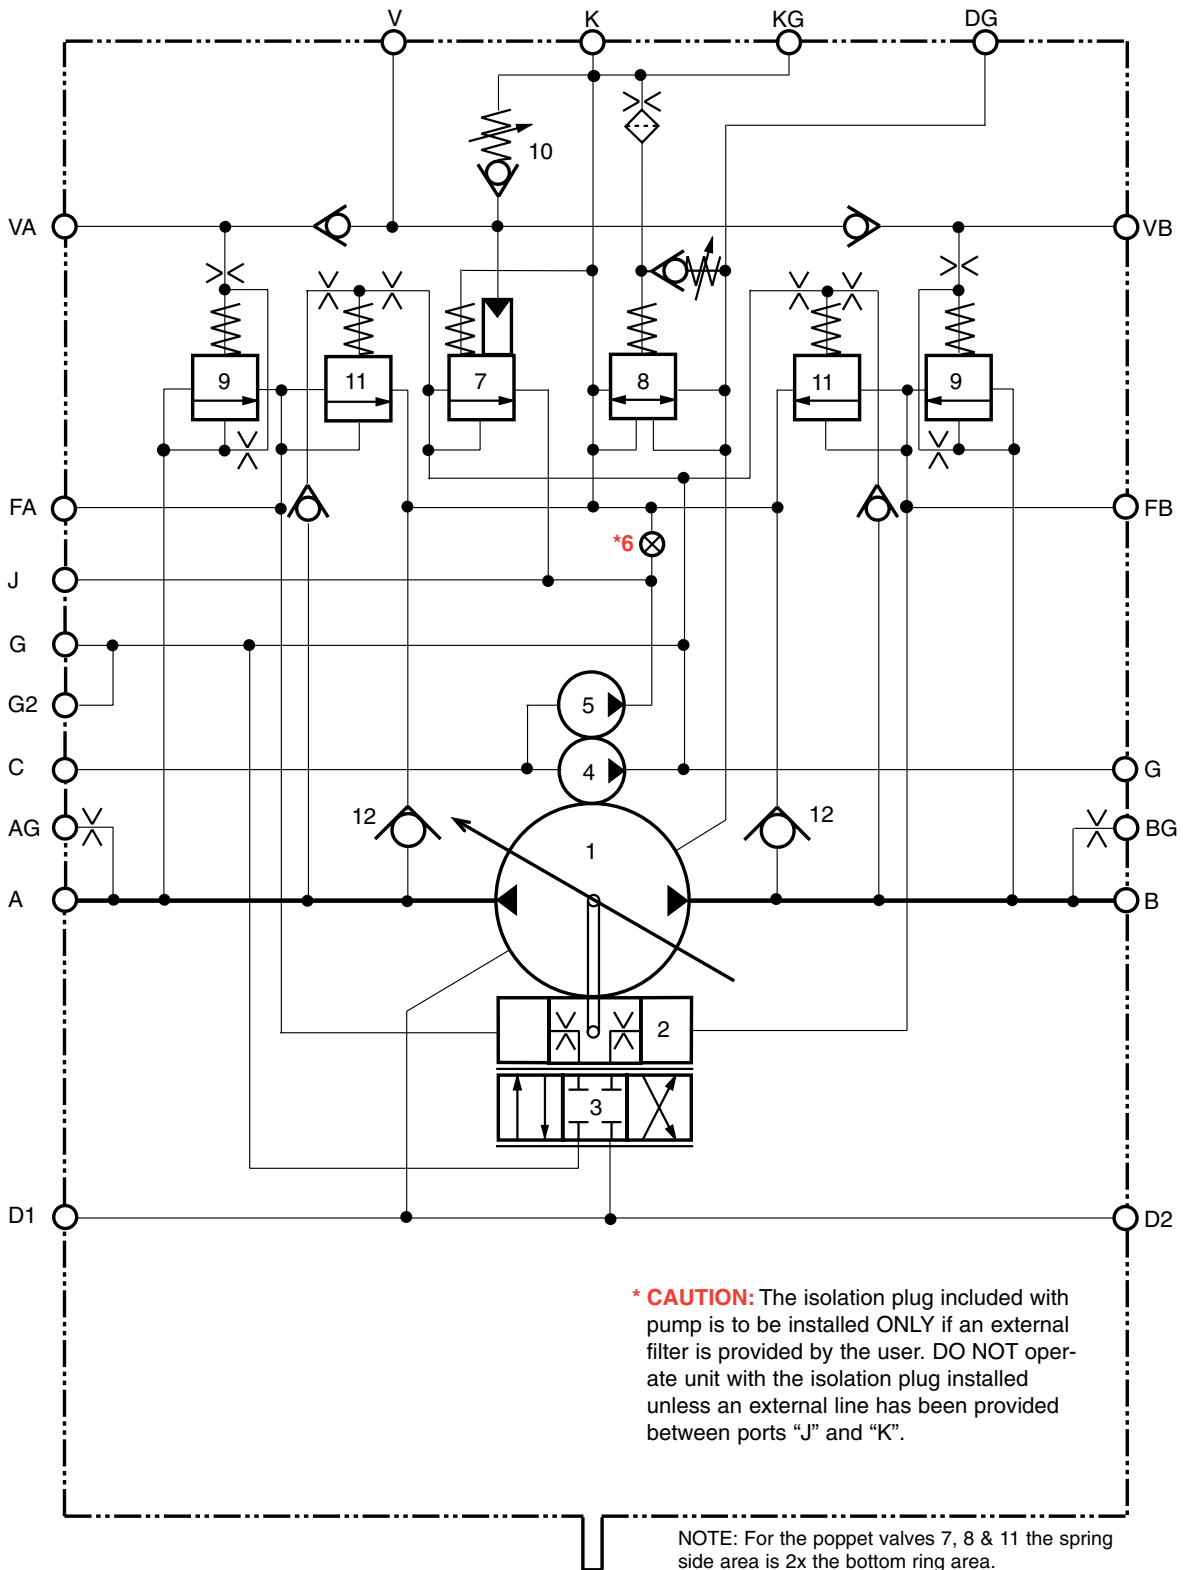 V K KG DG
10
VA VB
9 11 7 8 11 9
FA FB
*6
J
G
G2 5
C 4 G
AG 12 12 BG
1
A B
2
3
D1 D2
* CAUTION: The isolation plug included with
pump is to be installed ONLY if an external
filter is provided by the user. DO NOT oper-
ate unit with the isolation plug installed
unless an external line has been provided
between ports “J” and “K”.
NOTE: For the poppet valves 7, 8 & 11 the spring
side area is 2x the bottom ring area.